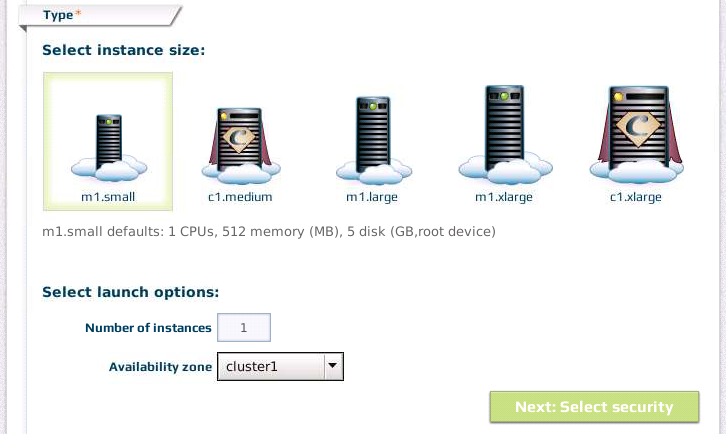 Type*
Select instance size:
C
C
m1.small c1.medium m1.large m1.xlarge c1.xlarge
m1.small defaults: 1 CPUs, 512 memory (MB), 5 disk (GB,root device)
Select launch options:
Number of instances 1
Availability zone cluster1
Next: Select security